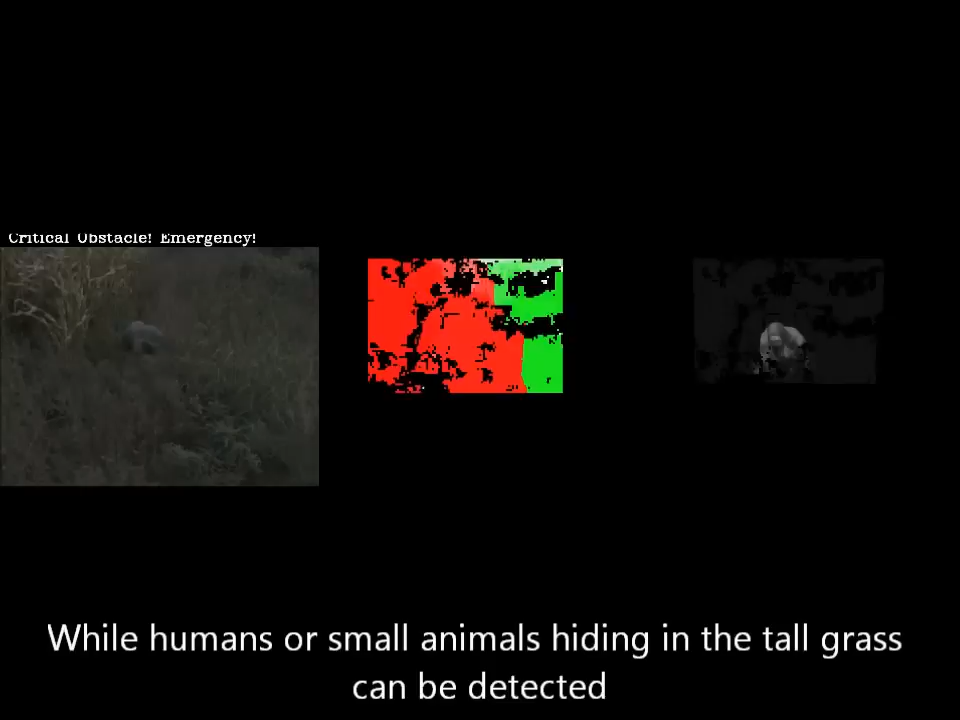 Critical Obstacle! Emergency!
While humans or small animals hiding in the tall grass
can be detected